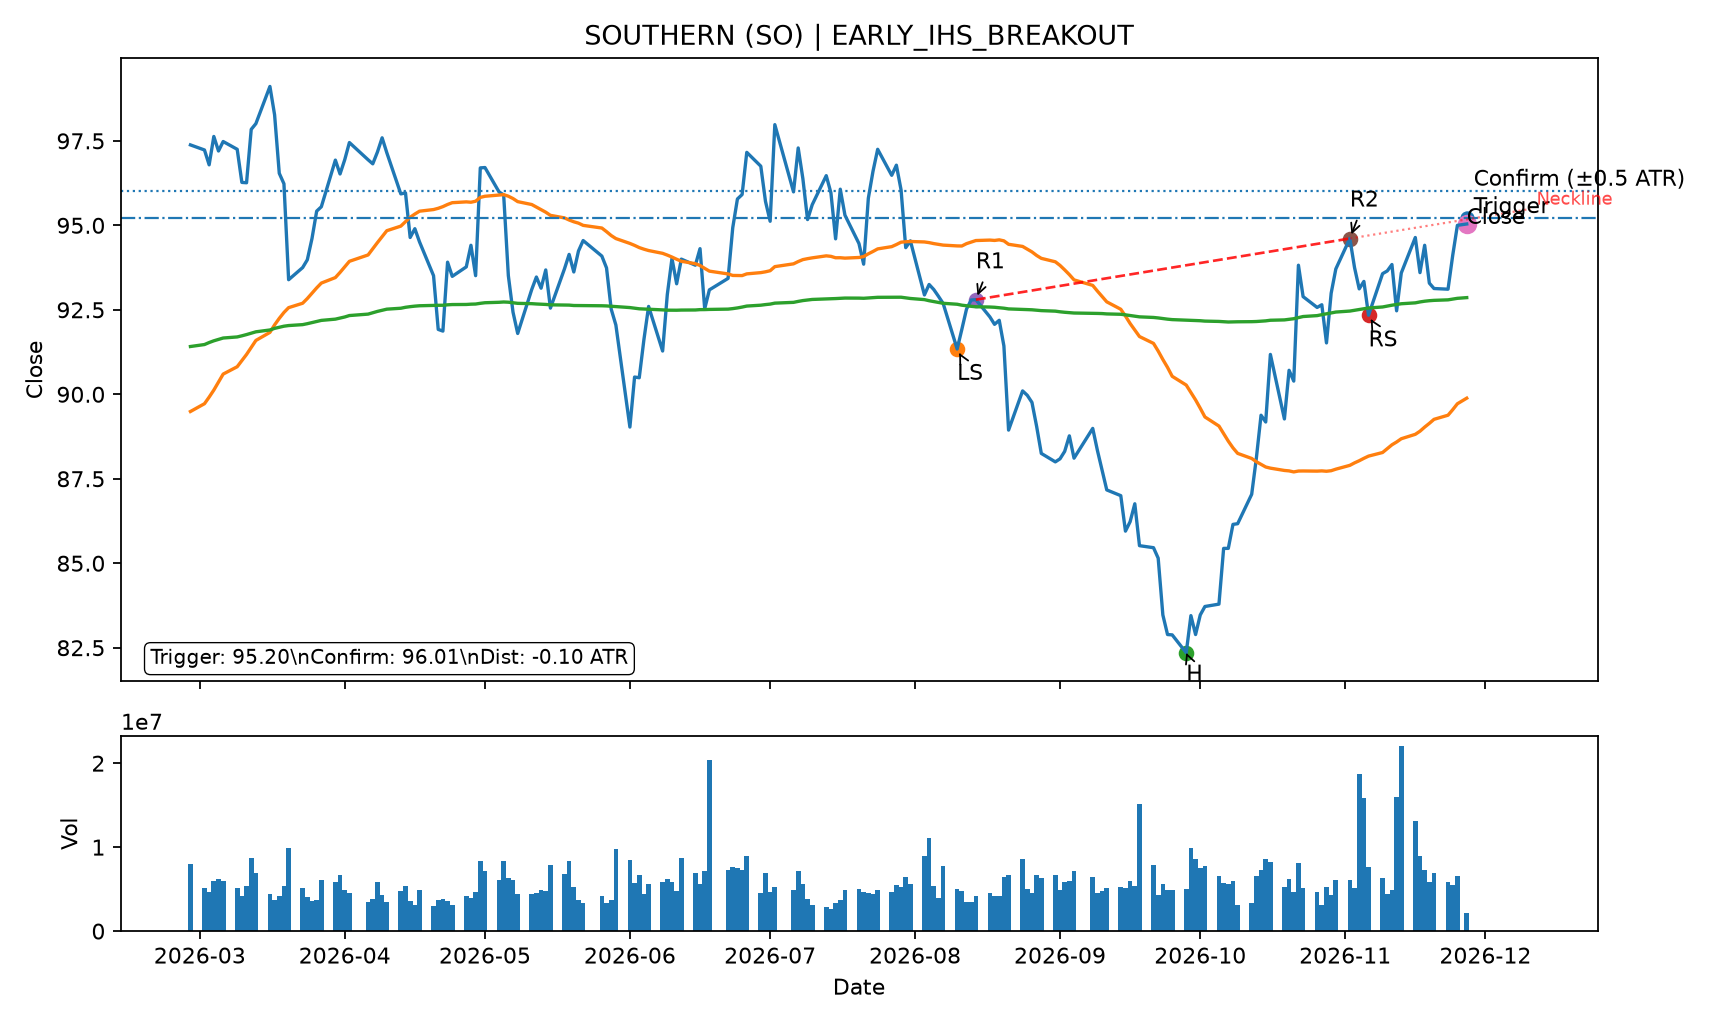 SOUTHERN (SO) | EARLY_IHS_BREAKOUT
Close
97.5
95.0
92.5
90.0
87.5
85.0
82.5
Confirm (±0.5 ATR)
Neckline
Trigger
Close
R2
R1
RS
LS
H
Trigger: 95.20\nConfirm: 96.01\nDist: -0.10 ATR
1e7
Vol
2
1
0
2026-03 2026-04 2026-05 2026-06 2026-07 2026-08 2026-09 2026-10 2026-11 2026-12
Date